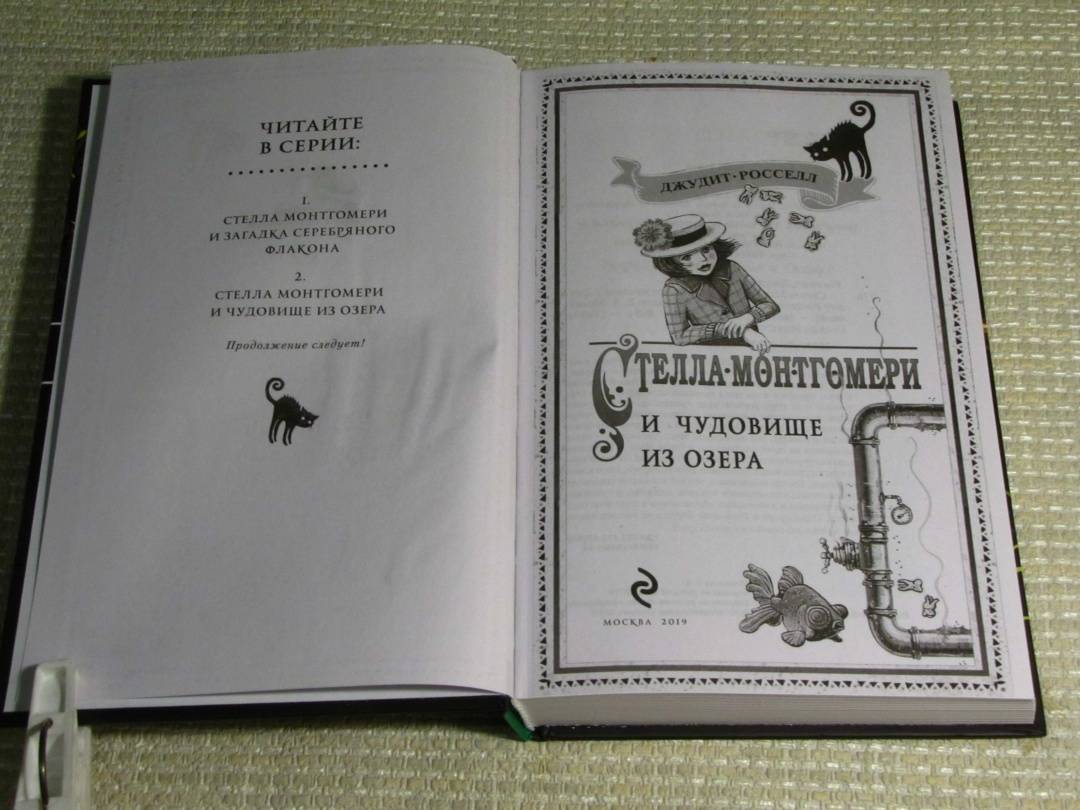 ЧИТАЙТЕ
В СЕРИИ:
1.
СТЕЛЛА МОНТГОМЕРИ
И ЗАГАДКА СЕРЕБРЯНОГО
ФЛАКОНА
2.
СТЕЛЛА МОНТГОМЕРИ
И ЧУДОВИЩЕ ИЗ ОЗЕРА
Продолжение следует!
ДЖУДИТ·РОССЕЛЛ
СТЕЛЛА·МОНТГОМЕРИ
И ЧУДОВИЩЕ
ИЗ ОЗЕРА
МОСКВА 2019